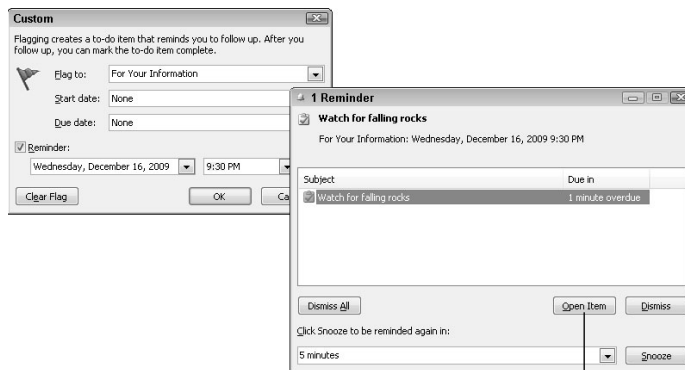 Custom
Flagging creates a to-do item that reminds you to follow up. After you
follow up, you can mark the to-do item complete.
Flag to: For Your Information
Start date: None
Due date: None
Reminder:
Wednesday, December 16, 2009 9:30 PM
Clear Flag OK
1 Reminder
Watch for falling rocks
For Your Information: Wednesday, December 16, 2009 9:30 PM
Subject Due in
Watch for falling rocks 1 minute overdue
Dismiss All Open Item Dismiss
Click Snooze to be reminded again in:
5 minutes Snooze